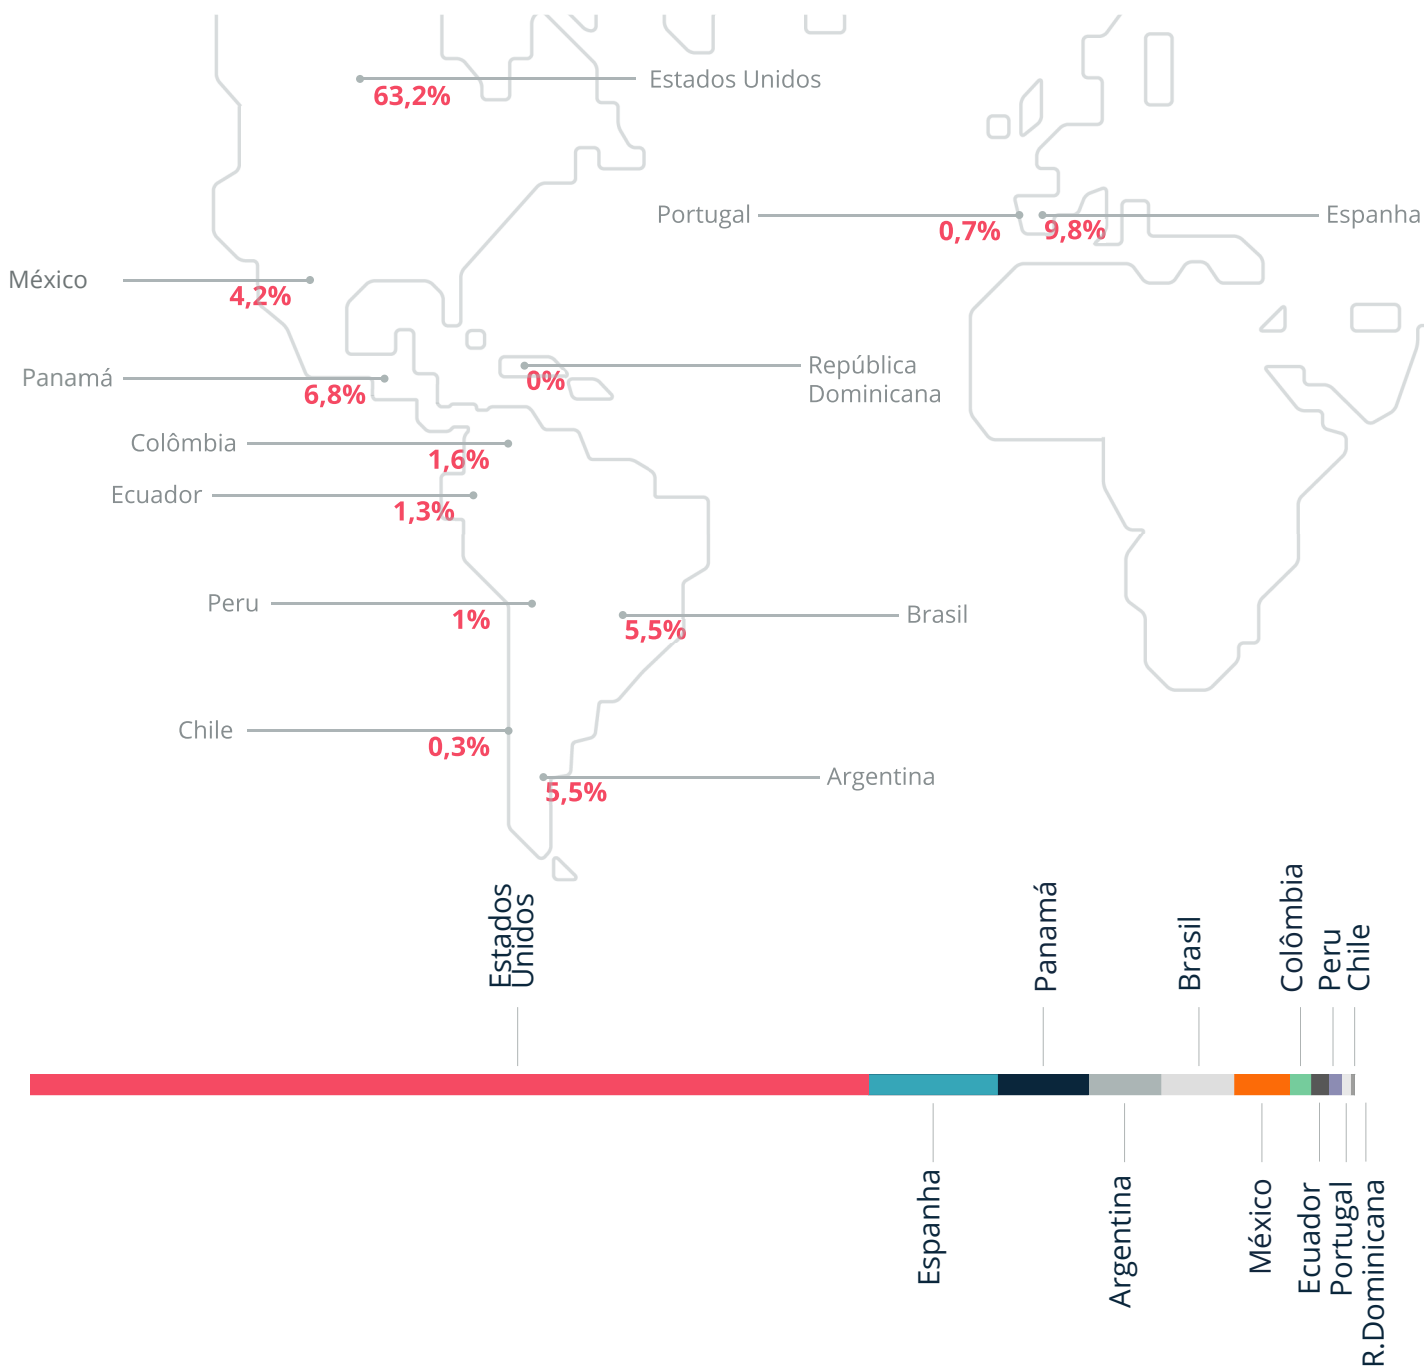 Estados Unidos
63,2%
Portugal
0,7%
9,8%
Espanha
México
4,2%
Panamá
6,8%
República
Dominicana
0%
Colômbia
1,6%
Ecuador
1,3%
Peru
1%
Brasil
5,5%
Chile
0,3%
Argentina
5,5%
Estados
Unidos
Panamá
Brasil
Colômbia
Peru
Chile
Espanha
Argentina
México
Ecuador
Portugal
R.Dominicana